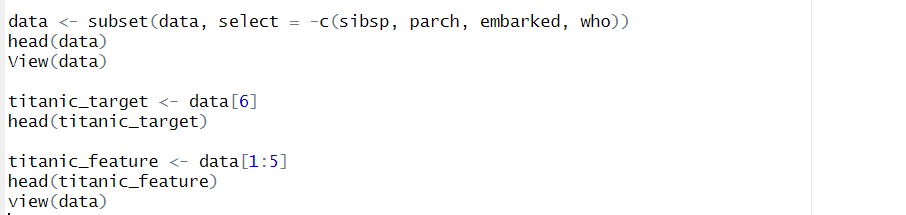 data <- subset(data, select = -c(sibsp, parch, embarked, who))
head(data)
View(data)
titanic_target <- data[6]
head(titanic_target)
titanic_feature <- data[1:5]
head(titanic_feature)
view(data)